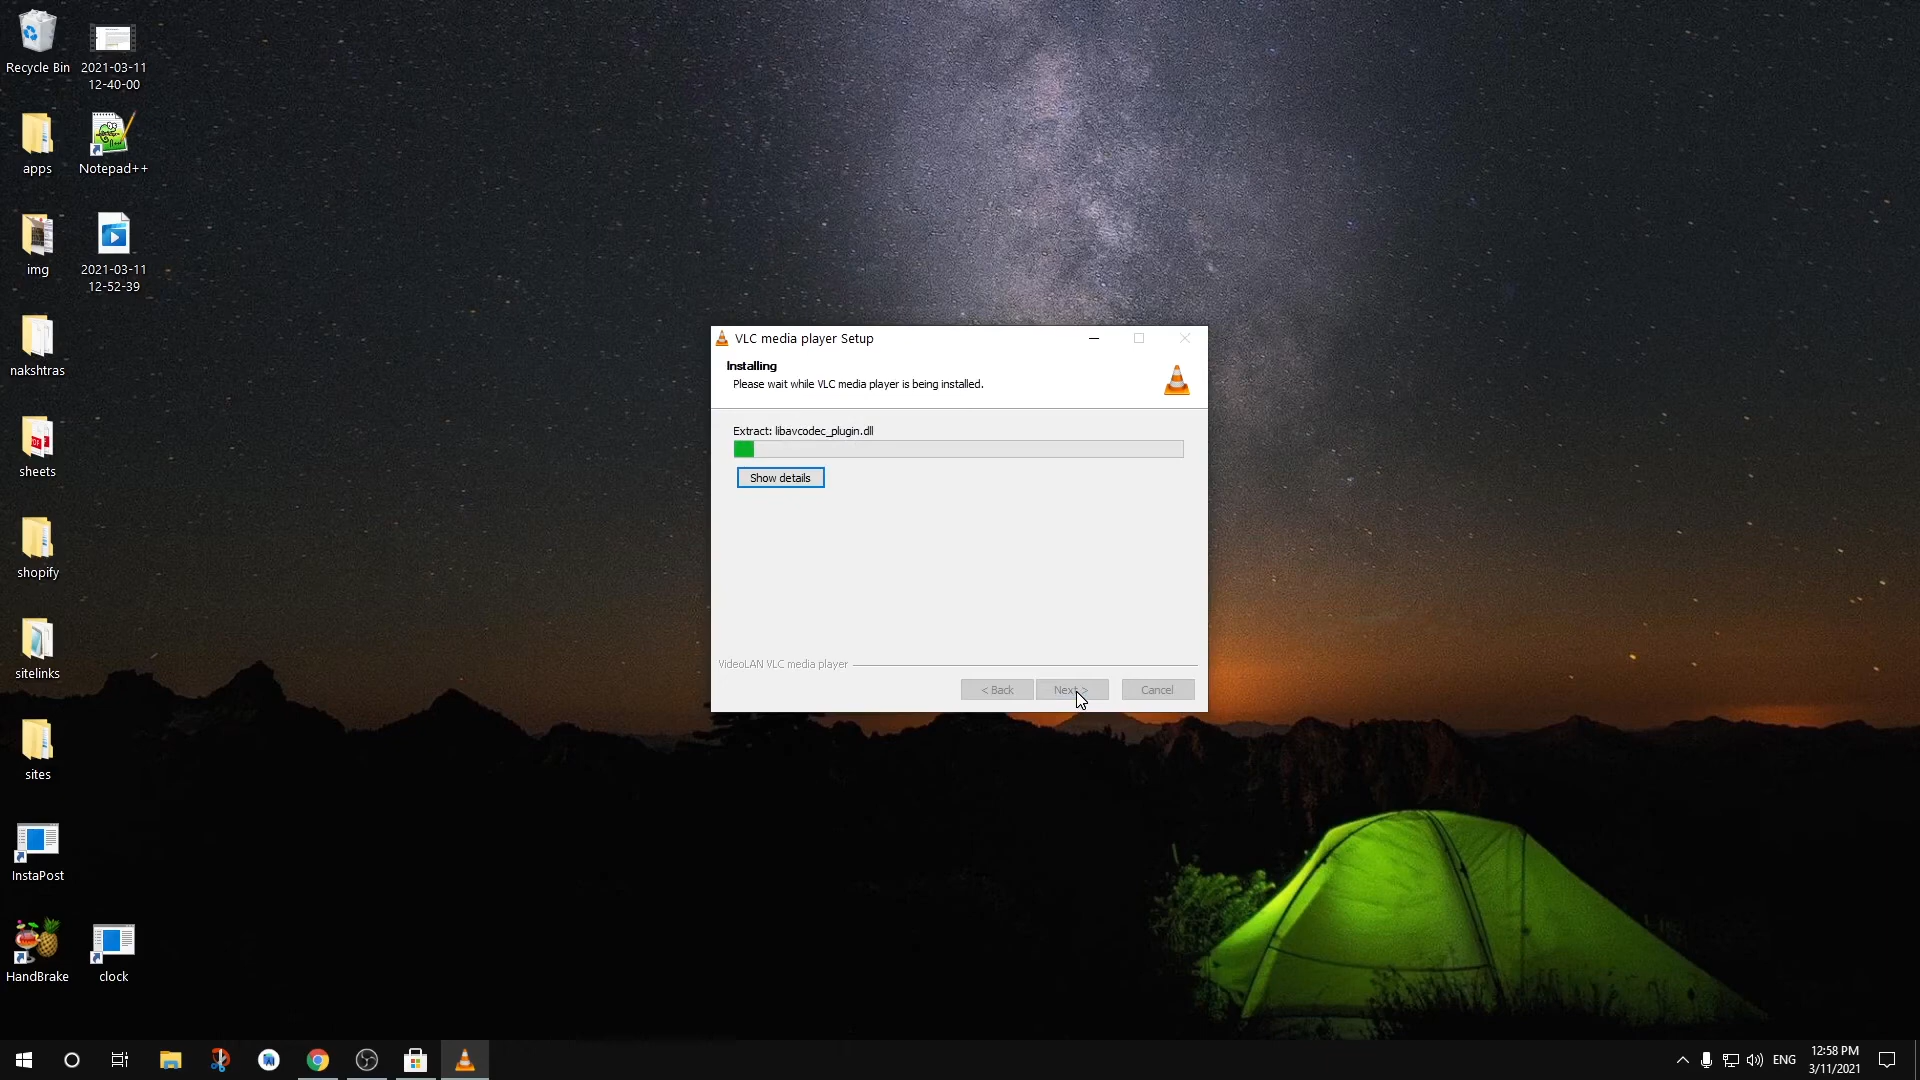 Recycle Bin
2021-03-11
12-40-00
apps
Notepad++
img
2021-03-11
12-52-39
nakshtras
sheets
shopify
sitelinks
sites
InstaPost
HandBrake
clock
VLC media player Setup
Installing
Please wait while VLC media player is being installed.
Extract: libavcodec_plugin.dll
Show details
VideoLAN VLC media player
< Back
Next >
Cancel
ENG
12:58 PM
3/11/2021